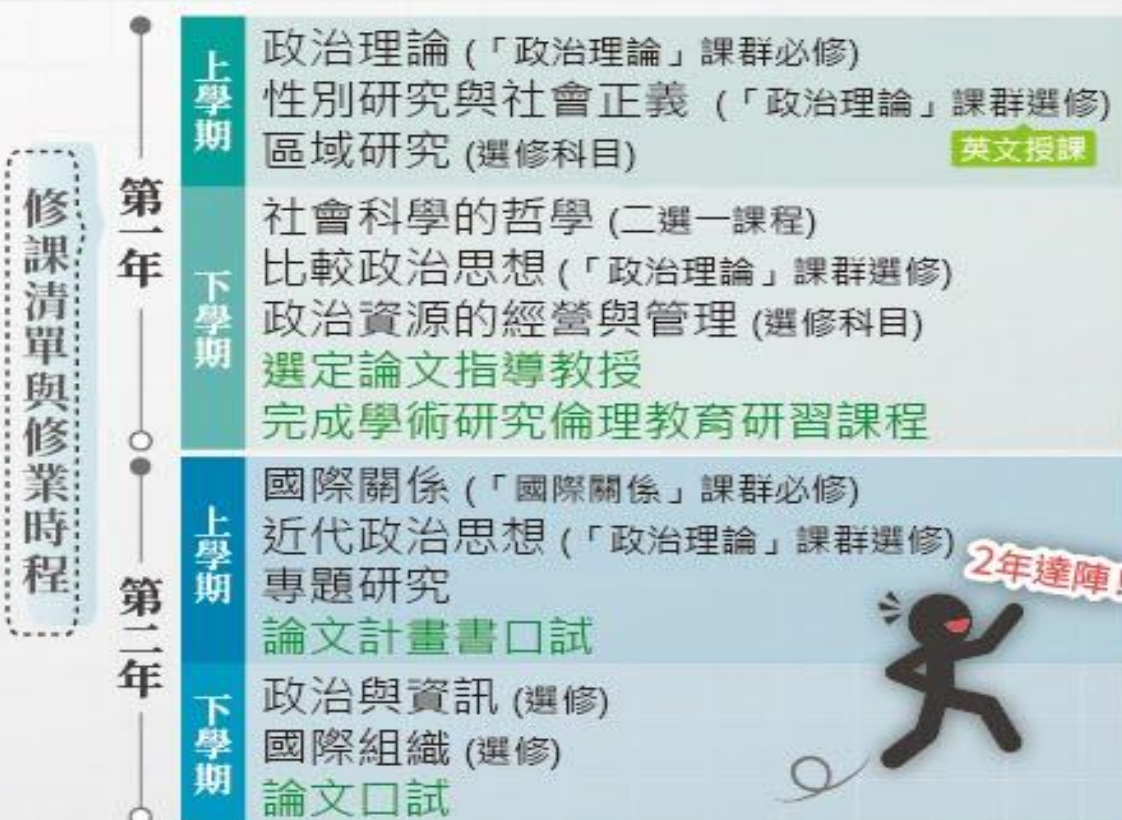 修課清單與修業時程
第一年
上學期
政治理論 (「政治理論」課群必修)
性別研究與社會正義 (「政治理論」課群選修)
英文授課
區域研究 (選修科目)
下學期
社會科學的哲學 (二選一課程)
比較政治思想 (「政治理論」課群選修)
政治資源的經營與管理 (選修科目)
選定論文指導教授
完成學術研究倫理教育研習課程
第二年
上學期
國際關係 (「國際關係」課群必修)
近代政治思想 (「政治理論」課群選修)
專題研究
論文計畫書口試
2年達陣！
下學期
政治與資訊 (選修)
國際組織 (選修)
論文口試